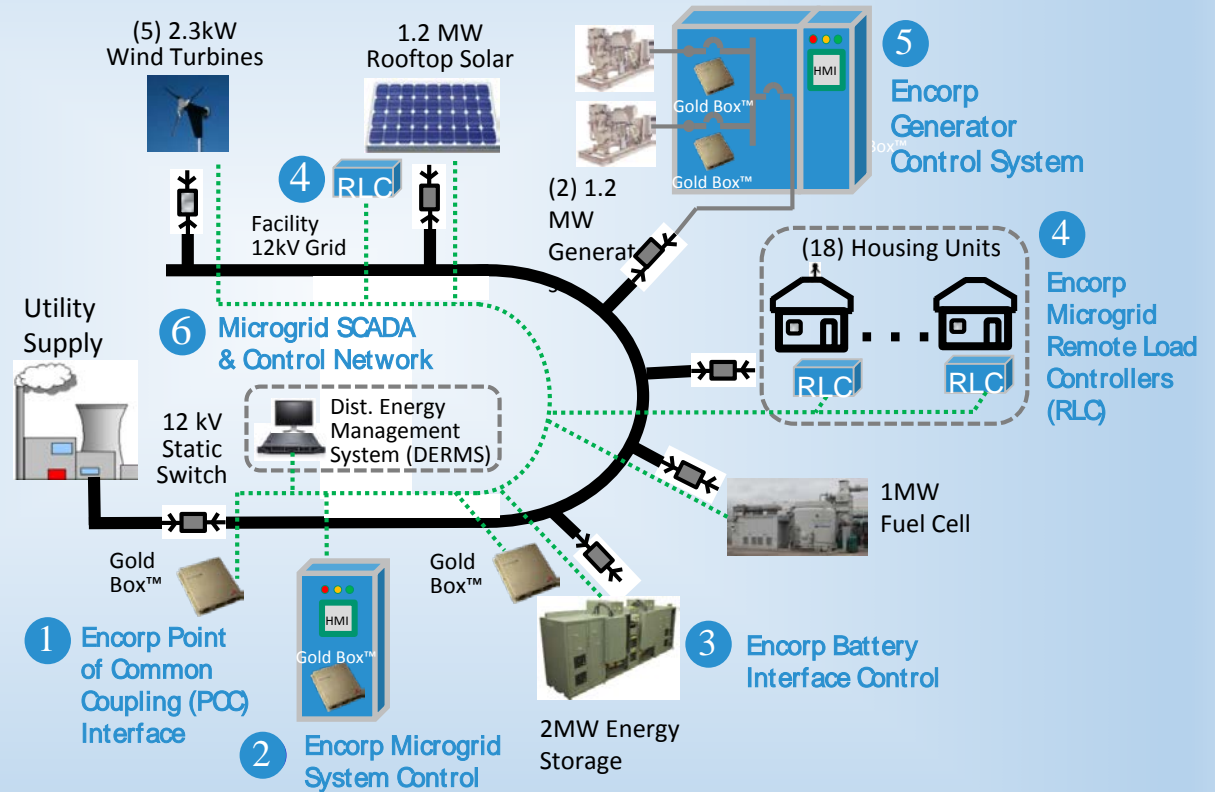 (5) 2.3kW
Wind Turbines
1.2 MW
Rooftop Solar
Gold Box™
Gold Box™
HMI
5
Encorp
Generator
Control System
Box™
4
RLC
Facility
12kV Grid
(2) 1.2
MW
Generat
s
(18) Housing Units
RLC
RLC
4
Encorp
Microgrid
Remote Load
Controllers
(RLC)
Utility
Supply
6
Microgrid SCADA
& Control Network
12 kV
Static
Switch
Dist. Energy
Management
System (DERMS)
1MW
Fuel Cell
Gold
Box™
Gold
Box™
HMI
Gold Box™
1
Encorp Point
of Common
Coupling (PCC)
Interface
2
Encorp Microgrid
System Control
3
Encorp Battery
Interface Control
2MW Energy
Storage